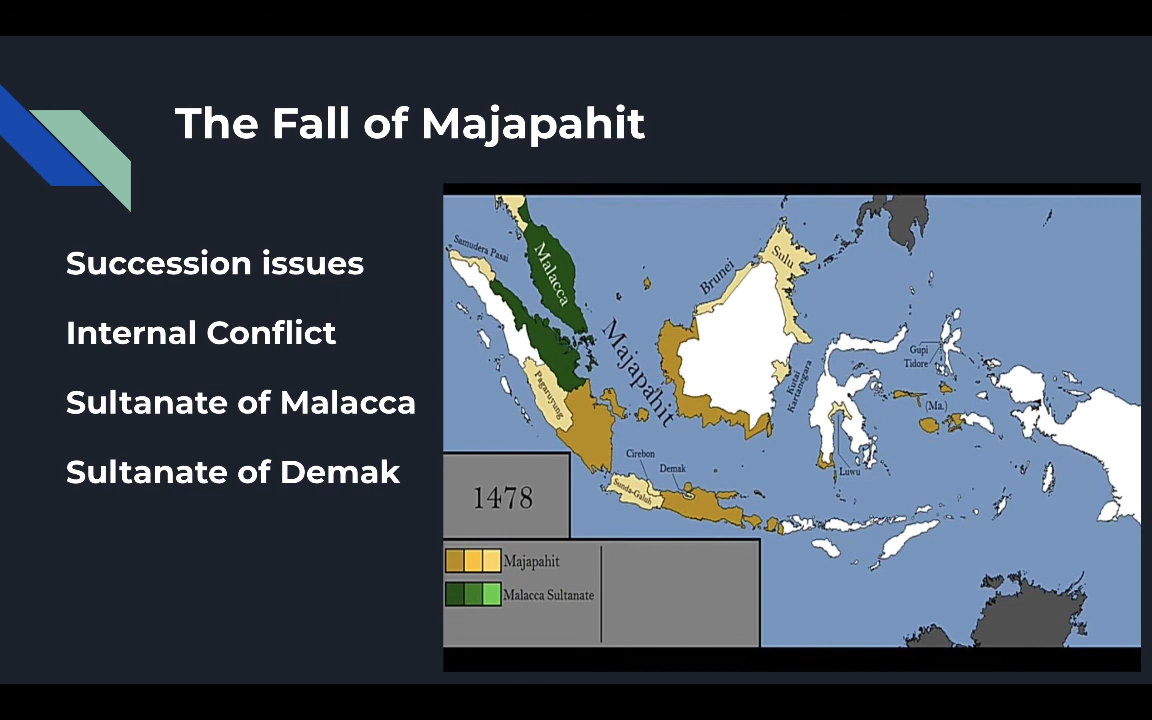 The Fall of Majapahit
Succession issues
Internal Conflict
Sultanate of Malacca
Sultanate of Demak
Samudera Pasai
Malacca
Brunei
Sulu
Majapahit
Pagaruyung
Kutai
Kartanegara
Gupi
Tidore
(Ma.)
Luwu
Cirebon
Demak
Sunda-Galuh
1478
Majapahit
Malacca Sultanate